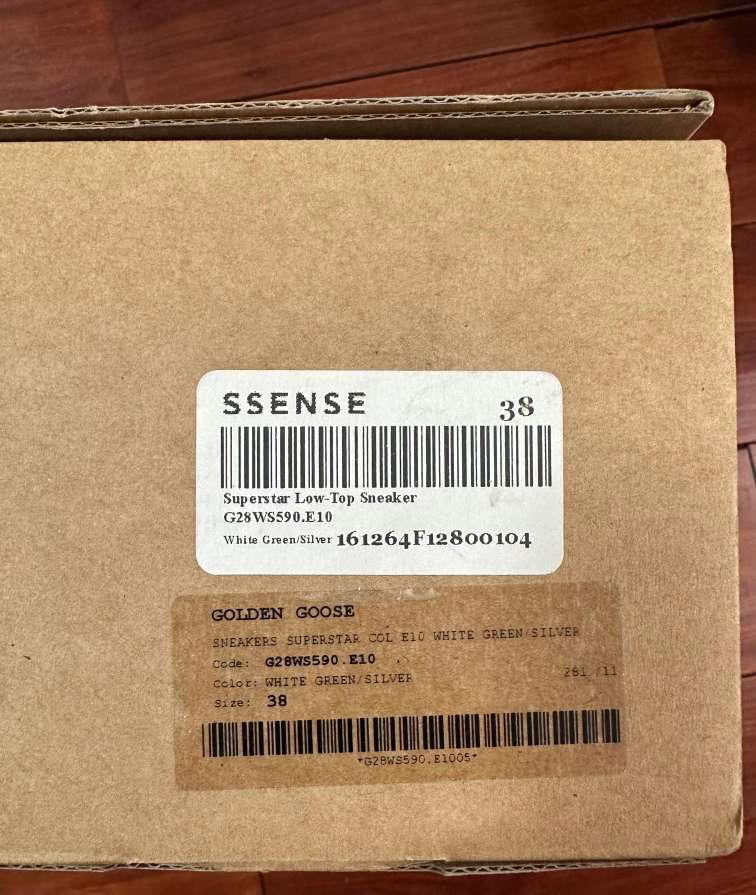 SSENSE 38
Superstar Low-Top Sneaker
G28WS590.E10
White Green/Silver 161264F12800104
GOLDEN GOOSE
SNEAKERS SUPERSTAR COL E10 WHITE GREEN/SILVER
Code: G28WS590.E10
Color: WHITE GREEN/SILVER 281 /11
Size: 38
*G28WS590.E1005*